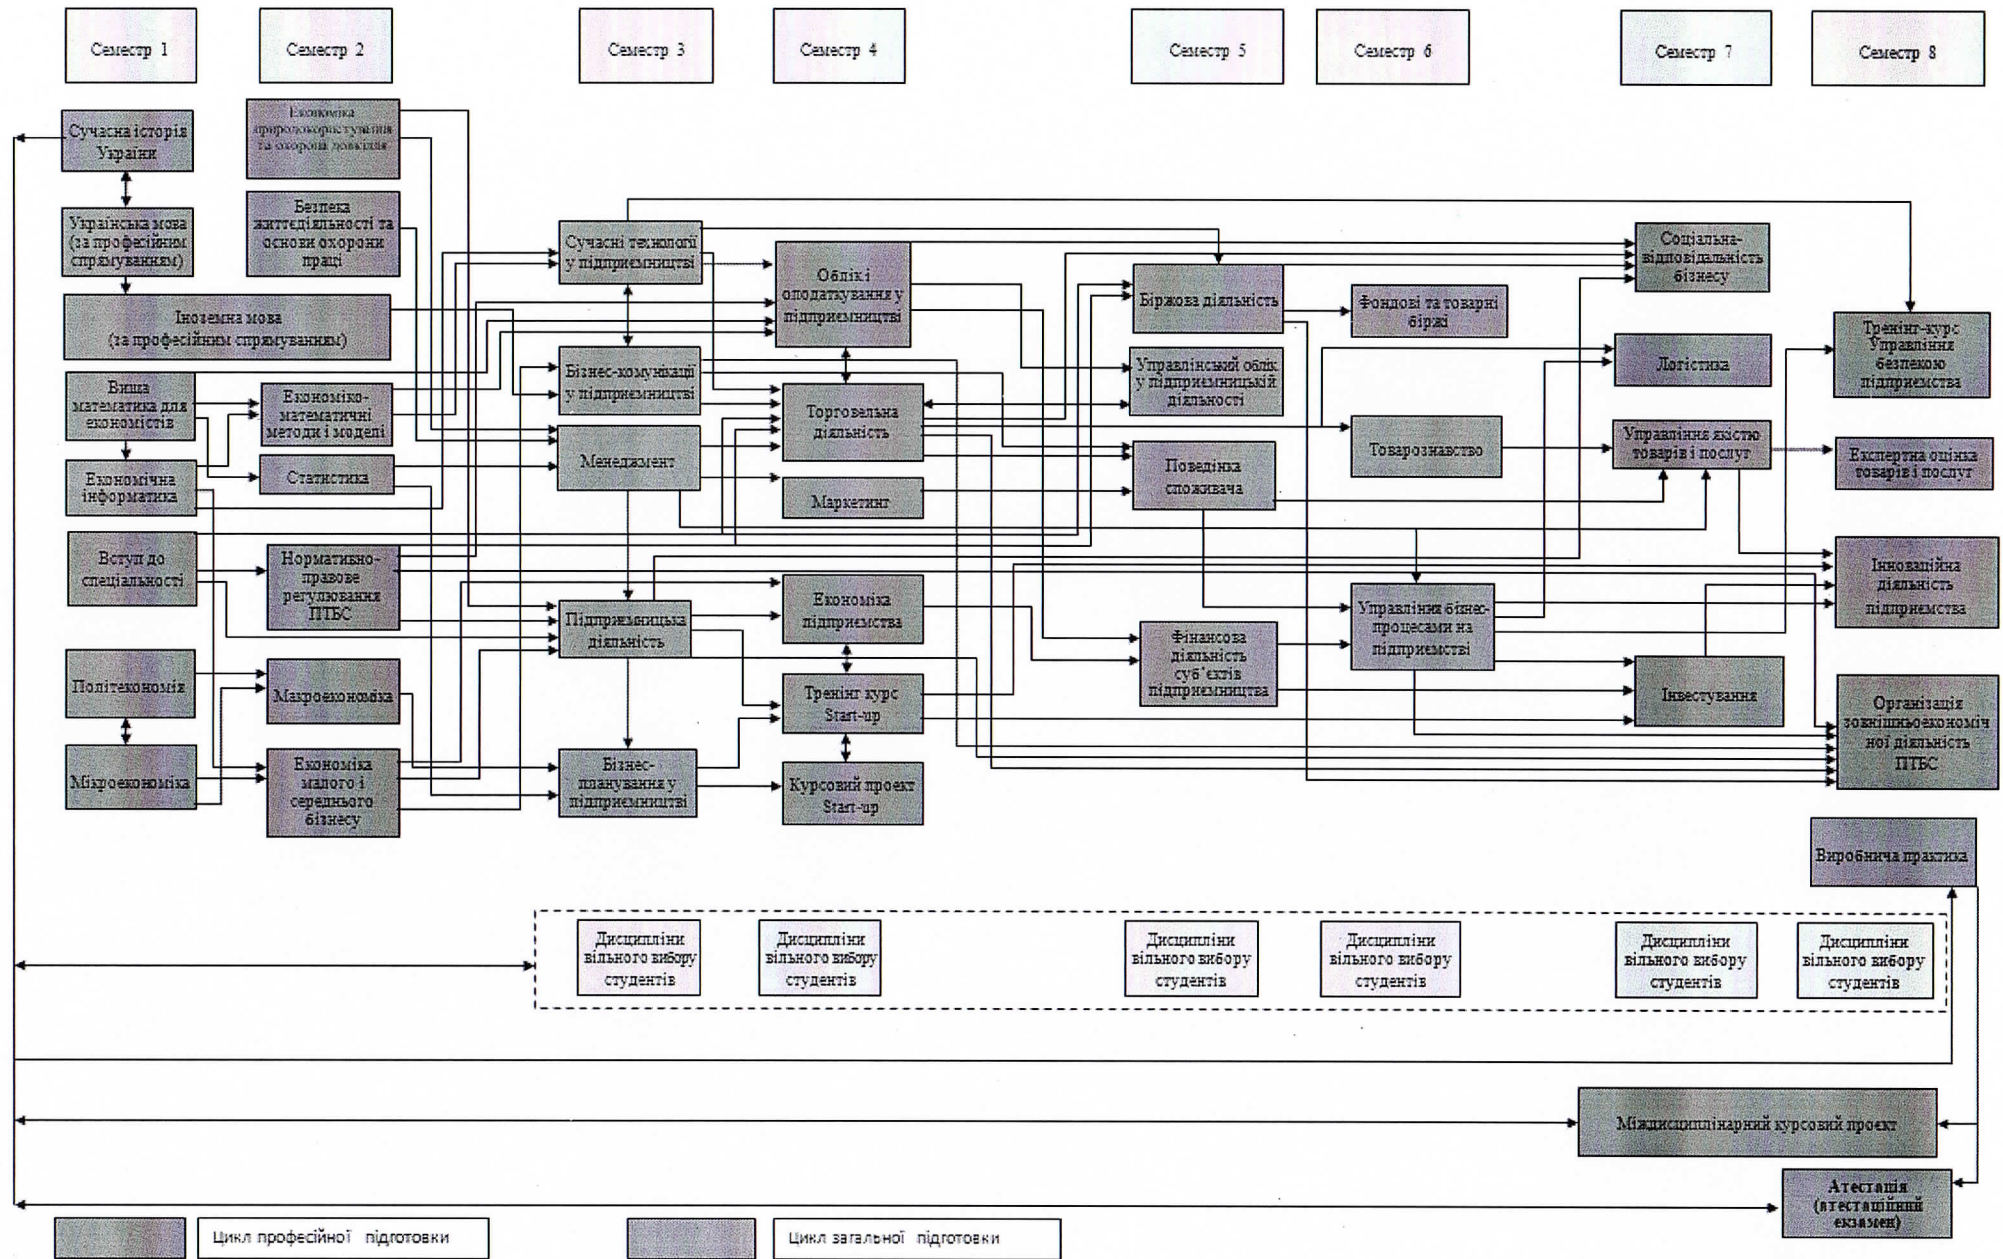 Семестр 1
Семестр 2
Семестр 3
Семестр 4
Семестр 5
Семестр 6
Семестр 7
Семестр 8
Сучасна історія
України
Українська мова
(за професійним
спрямуванням)
Іноземна мова
(за професійним спрямуванням)
Вища
математика для
економістів
Економічна
інформатика
Вступ до
спеціальності
Політекономія
Мікроекономіка
Економіка
природокористування
та охорона довкілля
Безпека
життєдіяльності та
основи охорони
праці
Економіко-
математичні
методи і моделі
Статистика
Нормативно-
правове
регулювання
ПТБС
Макроекономіка
Економіка
малого і
середнього
бізнесу
Сучасні технології
у підприємництві
Бізнес-комунікації
у підприємництві
Менеджмент
Підприємницька
діяльність
Бізнес-
планування у
підприємництві
Облік і
оподаткування у
підприємництві
Торговельна
діяльність
Маркетинг
Економіка
підприємства
Тренінг курс
Start-up
Курсовий проект
Start-up
Біржова діяльність
Управлінський облік
у підприємницькій
діяльності
Поведінка
споживача
Фінансова
діяльність
суб'єктів
підприємництва
Фондові та товарні
біржі
Товарознавство
Управління бізнес-
процесами на
підприємстві
Соціальна-
відповідальність
бізнесу
Логістика
Управління якістю
товарів і послуг
Інвестування
Тренінг-курс
Управління
безпекою
підприємства
Експертна оцінка
товарів і послуг
Інноваційна
діяльність
підприємства
Організація
зовнішньоекономіч
ної діяльність
ПТБС
Виробнича практика
Дисципліни
вільного вибору
студентів
Дисципліни
вільного вибору
студентів
Дисципліни
вільного вибору
студентів
Дисципліни
вільного вибору
студентів
Дисципліни
вільного вибору
студентів
Дисципліни
вільного вибору
студентів
Міждисциплінарний курсовий проєкт
Атестація
(атестаційний
екзамен)
Цикл професійної підготовки
Цикл загальної підготовки